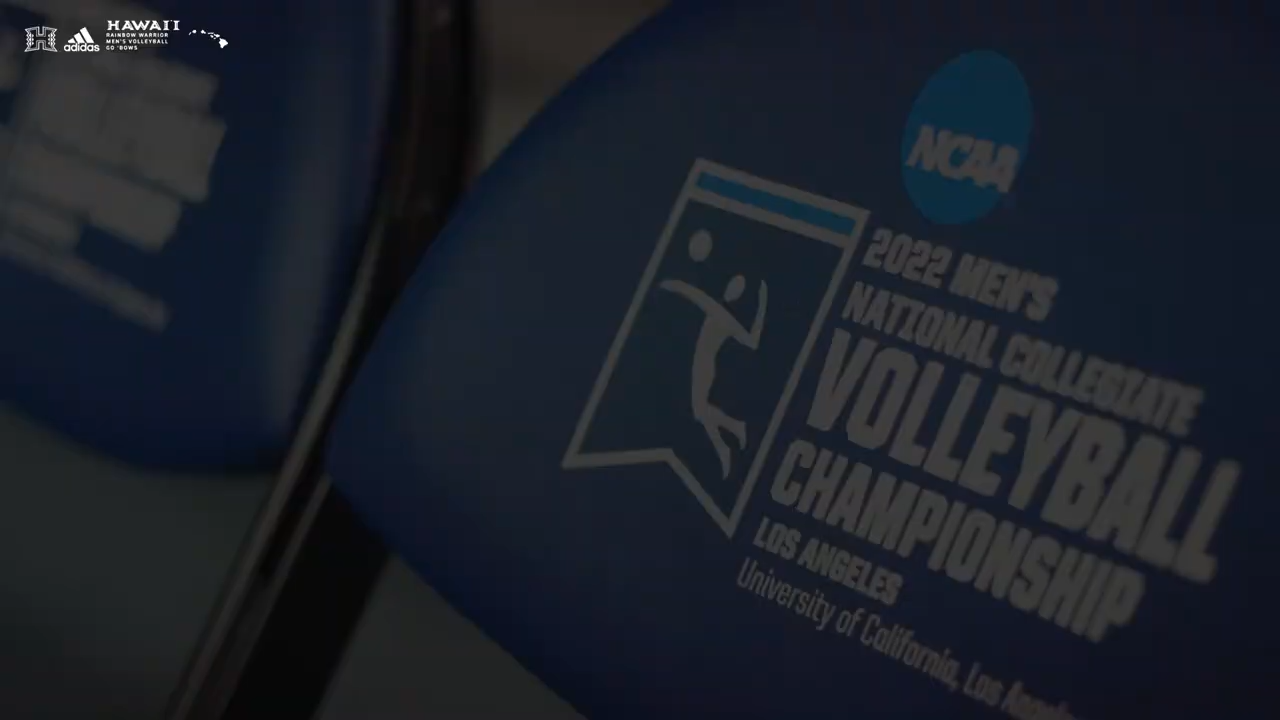 adidas
HAWAI'I
RAINBOW WARRIOR
MEN'S VOLLEYBALL
GO 'BOWS
NCAA
2022 MEN'S
NATIONAL COLLEGIATE
VOLLEYBALL
CHAMPIONSHIP
LOS ANGELES
University of California, Los Angeles